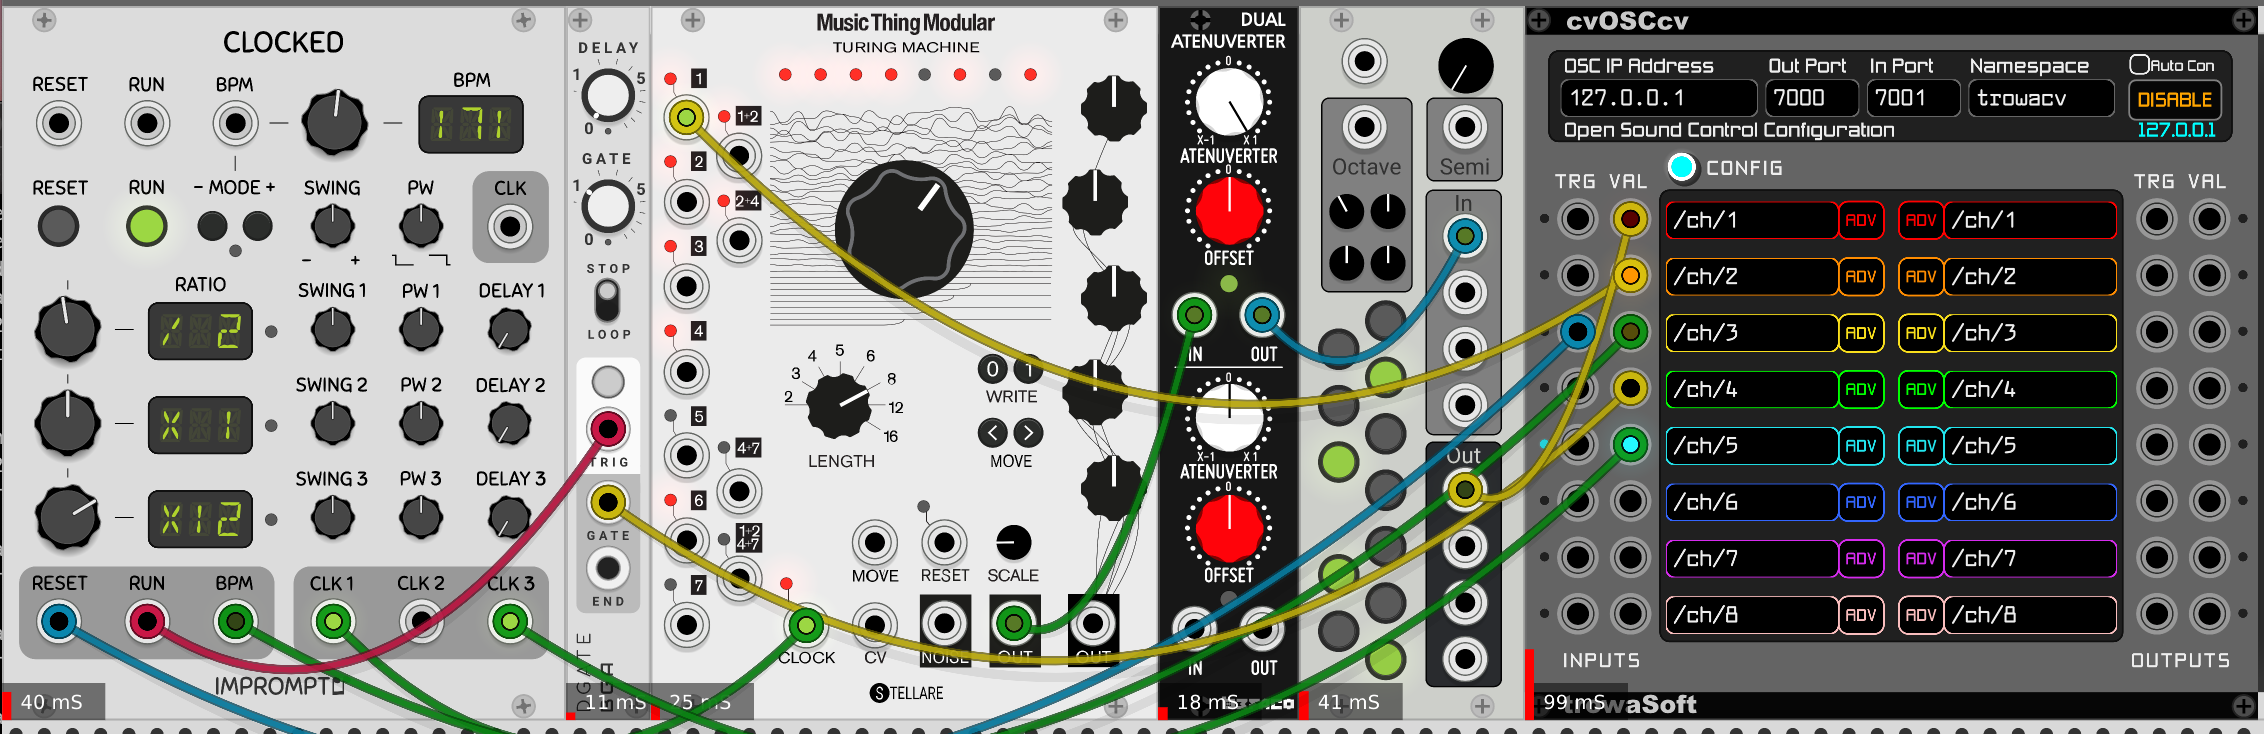 CLOCKED
RESET RUN BPM BPM
171
RESET RUN - MODE + SWING PW CLK
- +
RATIO
SWING 1 PW 1 DELAY 1
/ 2
SWING 2 PW 2 DELAY 2
X 1
SWING 3 PW 3 DELAY 3
X12
RESET RUN BPM CLK 1 CLK 2 CLK 3
IMPROMPTU
40 mS
DELAY
1 5
0
GATE
1 5
0
STOP
LOOP
TRIG
GATE
END
DGATE
11 mS
Music Thing Modular
TURING MACHINE
1
1+2
2
2+4
3
4
5
4+7
6
1+2
4+7
7
2 3 4 5 6 8 12 16
LENGTH
0 1
WRITE
< >
MOVE
MOVE RESET SCALE
CLOCK CV NOISE OUT OUT
STELLARE
25 mS
DUAL
ATENUVERTER
0
X-1 X1
ATENUVERTER
0
OFFSET
IN OUT
0
X-1 X1
ATENUVERTER
0
OFFSET
IN OUT
18 mS
Octave Semi
In
Out
41 mS
cvOSCcv
OSC IP Address Out Port In Port Namespace Auto Con
127.0.0.1 7000 7001 trowacv DISABLE
Open Sound Control Configuration 127.0.0.1
CONFIG
TRG VAL TRG VAL
/ch/1 ADV ADV /ch/1
/ch/2 ADV ADV /ch/2
/ch/3 ADV ADV /ch/3
/ch/4 ADV ADV /ch/4
/ch/5 ADV ADV /ch/5
/ch/6 ADV ADV /ch/6
/ch/7 ADV ADV /ch/7
/ch/8 ADV ADV /ch/8
INPUTS OUTPUTS
99 mS
trowaSoft